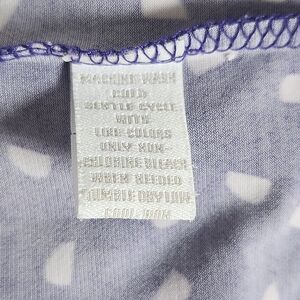 MACHINE WASH
COLD
GENTLE CYCLE
WITH
LIKE COLORS
ONLY NON-
CHLORINE BLEACH
WHEN NEEDED
TUMBLE DRY LOW
COOL IRON